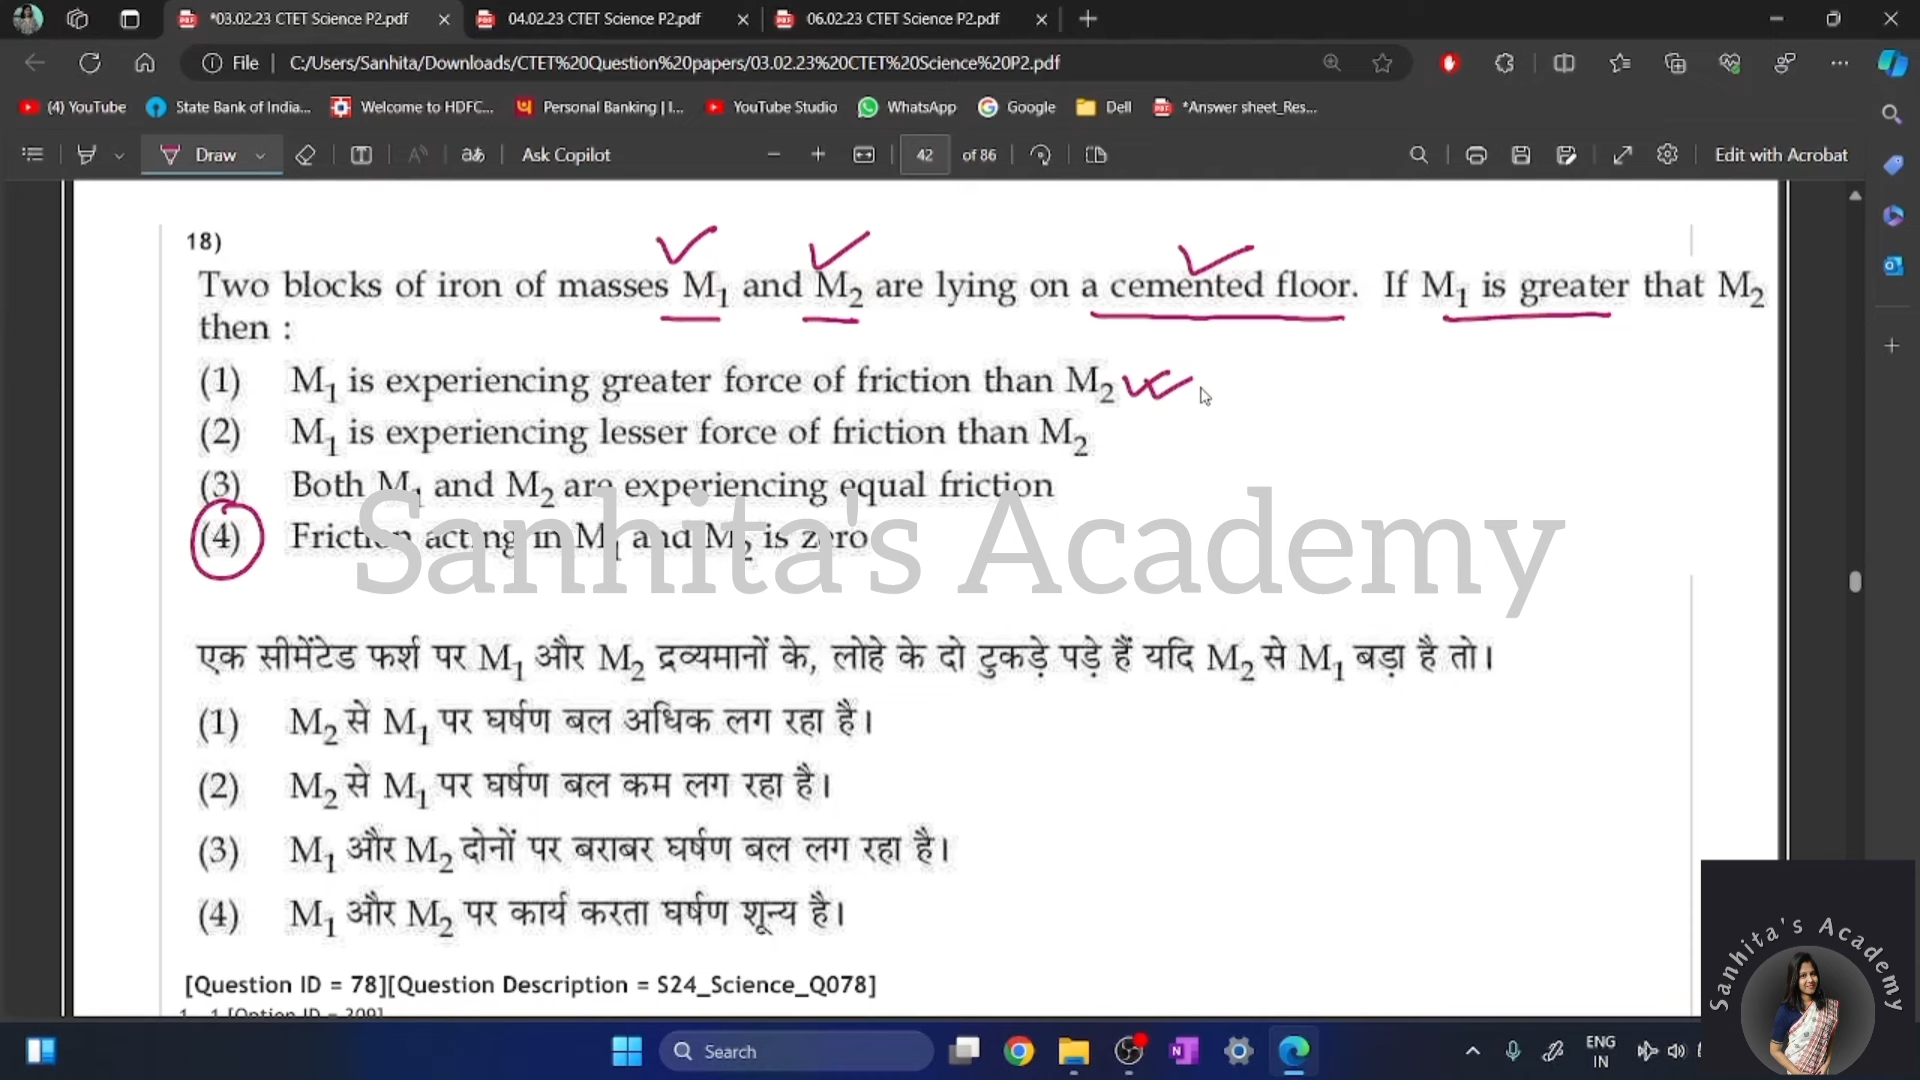 *03.02.23 CTET Science P2.pdf
04.02.23 CTET Science P2.pdf
06.02.23 CTET Science P2.pdf
File
C:/Users/Sanhita/Downloads/CTET%20Question%20papers/03.02.23%20CTET%20Science%20P2.pdf
(4) YouTube
State Bank of India...
Welcome to HDFC...
Personal Banking | I...
YouTube Studio
WhatsApp
Google
Dell
*Answer sheet_Res...
Draw
Ask Copilot
42 of 86
Edit with Acrobat
18)
Two blocks of iron of masses M1 and M2 are lying on a cemented floor. If M1 is greater that M2
then :
(1) M1 is experiencing greater force of friction than M2
(2) M1 is experiencing lesser force of friction than M2
(3) Both M1 and M2 are experiencing equal friction
(4) Friction acting in M1 and M2 is zero
Sanhita's Academy
एक सीमेंटेड फर्श पर M1 और M2 द्रव्यमानों के, लोहे के दो टुकड़े पड़े हैं यदि M2 से M1 बड़ा है तो।
(1) M2 से M1 पर घर्षण बल अधिक लग रहा है।
(2) M2 से M1 पर घर्षण बल कम लग रहा है।
(3) M1 और M2 दोनों पर बराबर घर्षण बल लग रहा है।
(4) M1 और M2 पर कार्य करता घर्षण शून्य है।
[Question ID = 78][Question Description = S24_Science_Q078]
1. 1 [Option ID = 309]
Sanhita's Academy
Search
ENG
IN